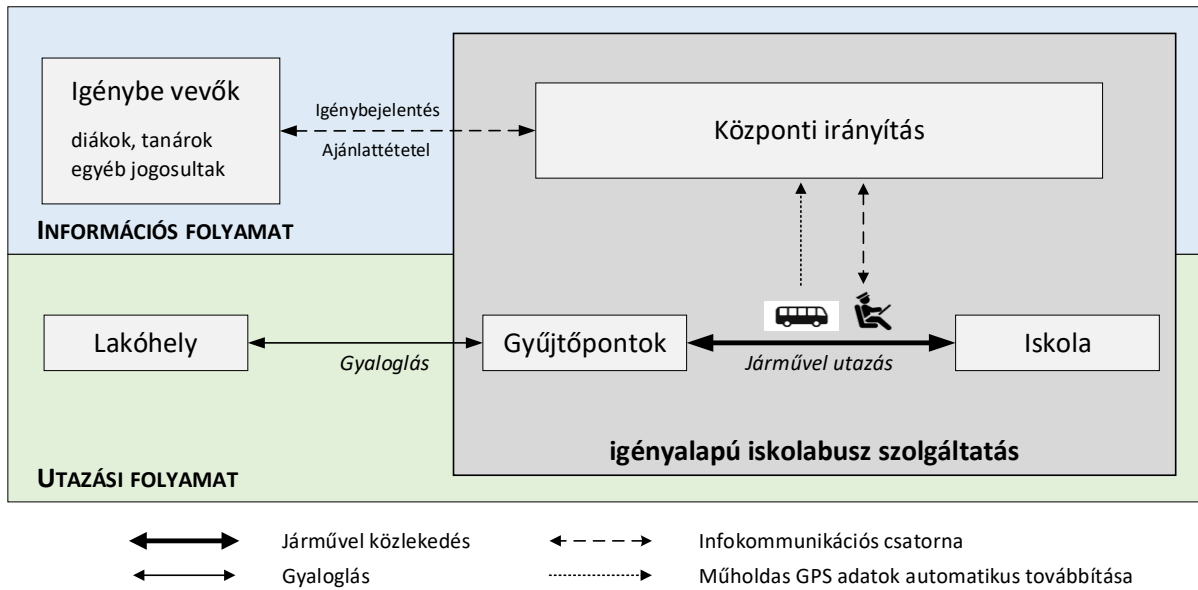 Igénybe vevők
diákok, tanárok
egyéb jogosultak
Igénybejelentés
Ajánlattétetel
Központi irányítás
INFORMÁCIÓS FOLYAMAT
Lakóhely
Gyaloglás
Gyűjtőpontok
Járművel utazás
Iskola
igényalapú iskolabusz szolgáltatás
UTAZÁSI FOLYAMAT
Járművel közlekedés
Infokommunikációs csatorna
Gyaloglás
Műholdas GPS adatok automatikus továbbítása